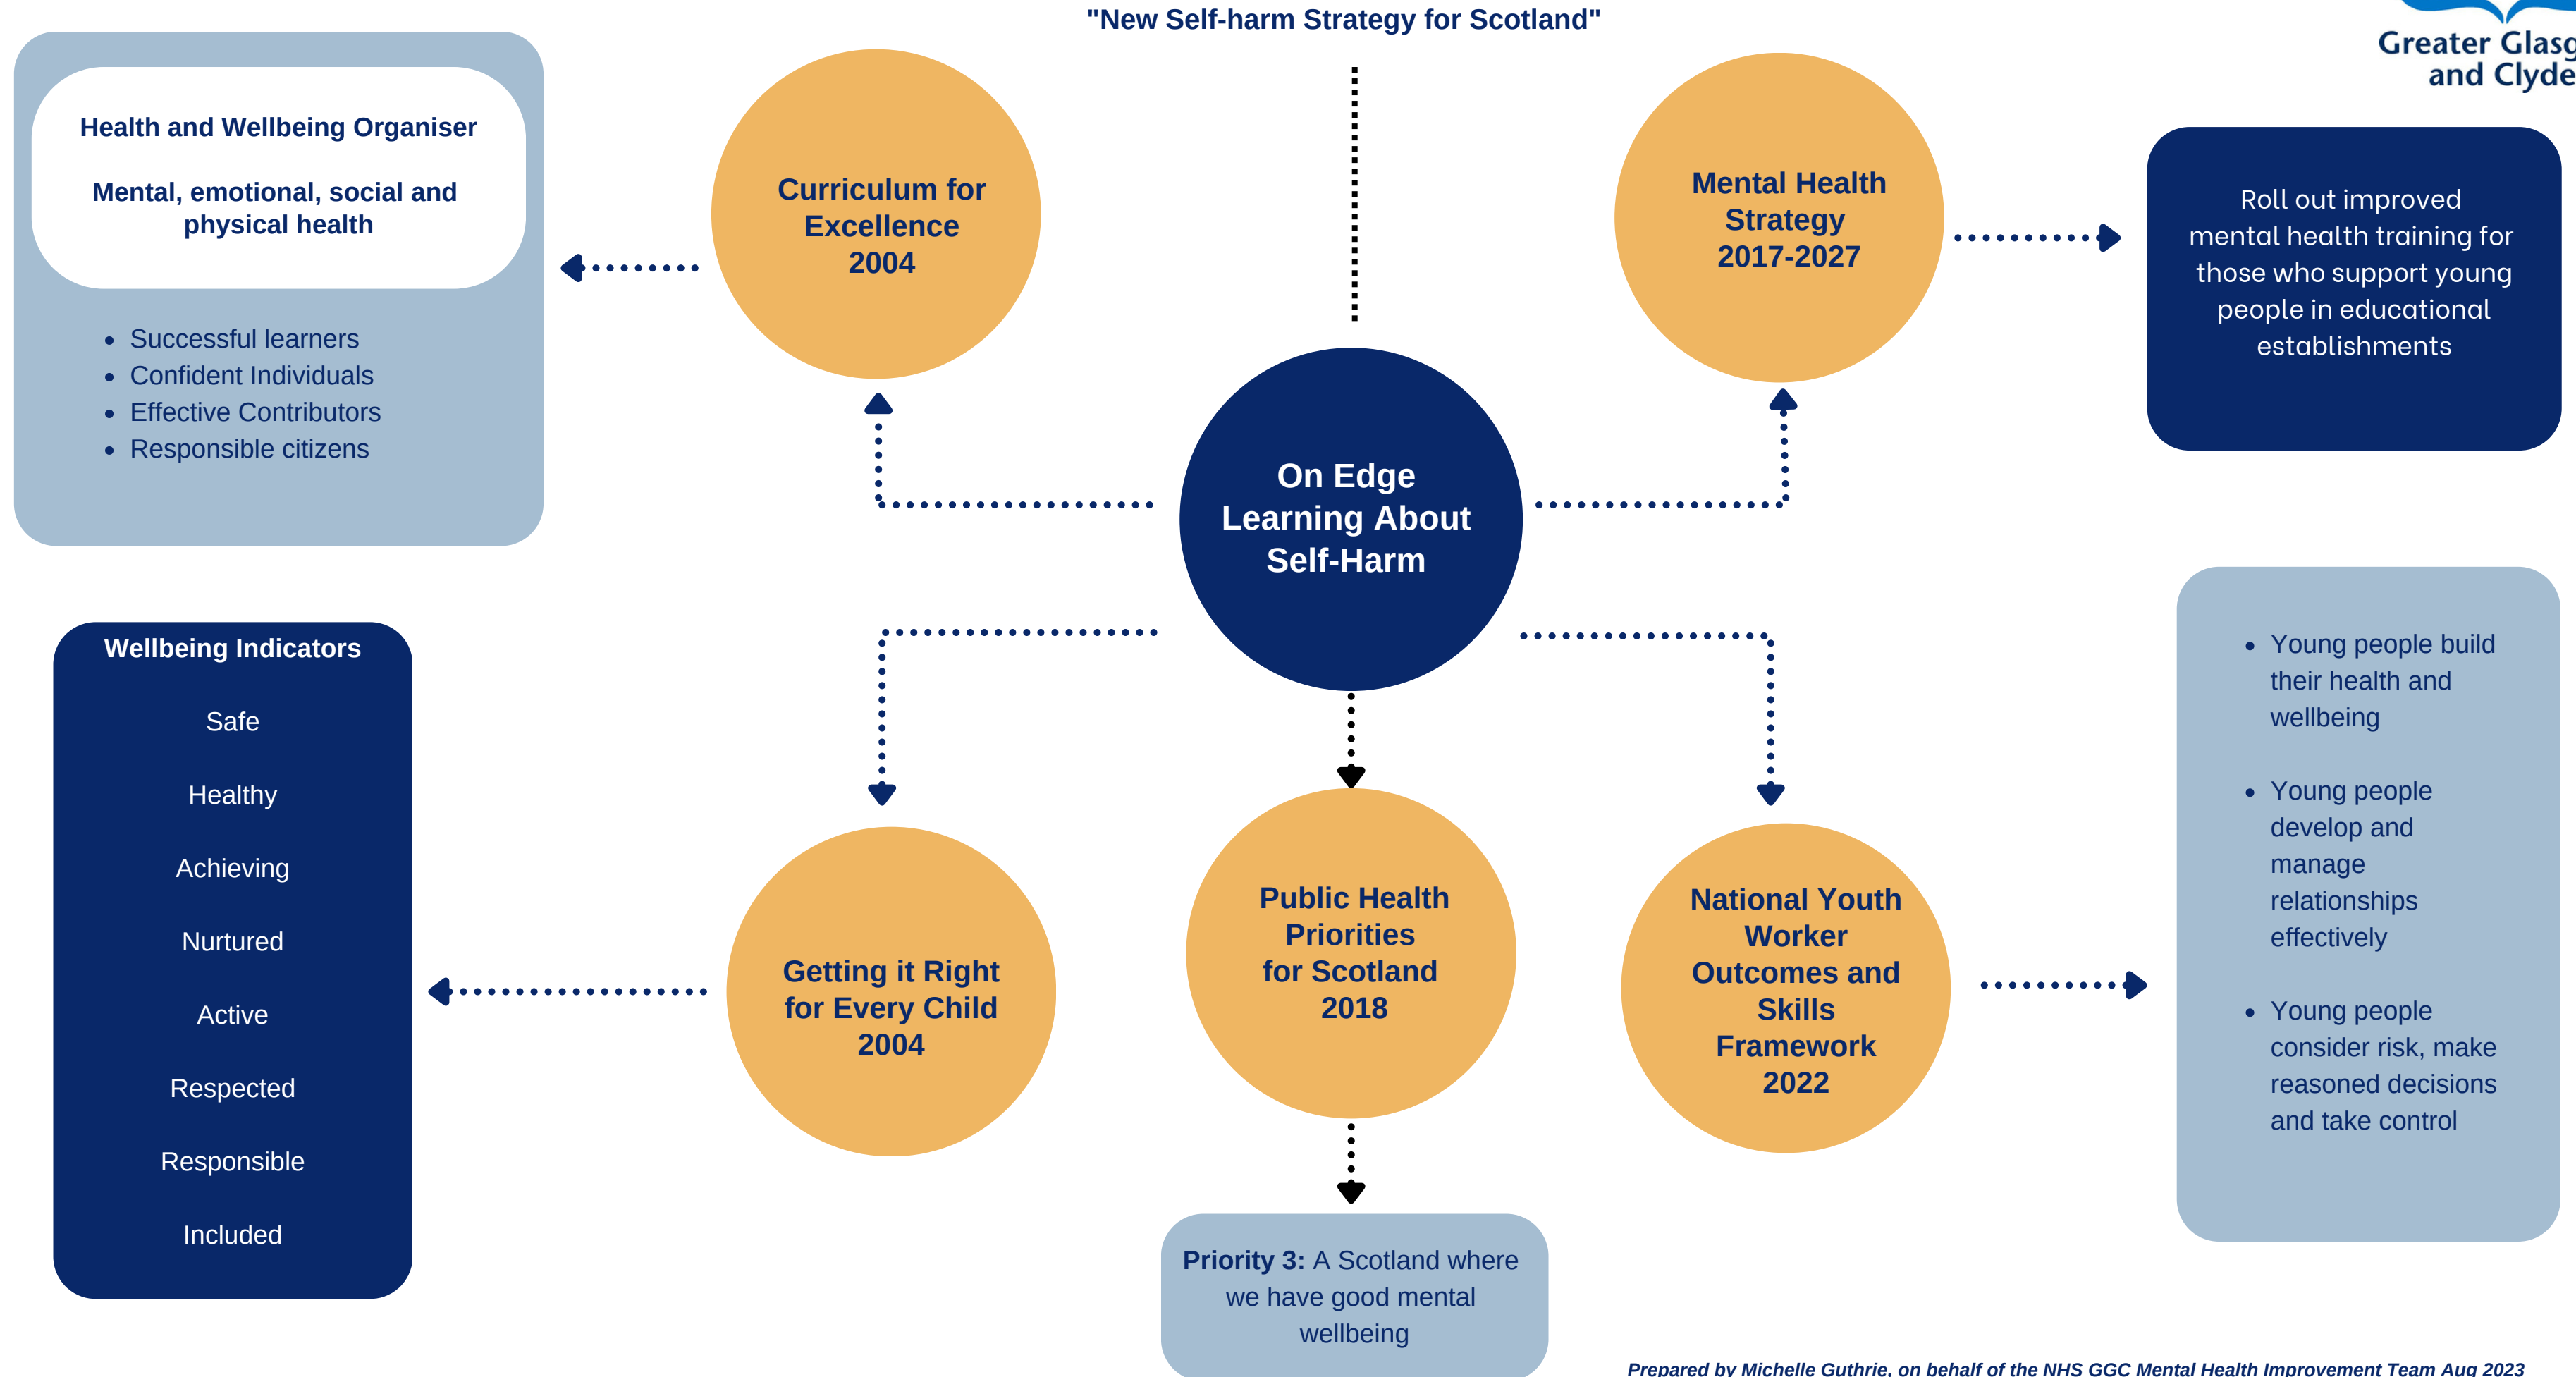 "New Self-harm Strategy for Scotland"
Greater Glasg
and Clyde
Health and Wellbeing Organiser
Mental, emotional, social and
physical health
• Successful learners
• Confident Individuals
• Effective Contributors
• Responsible citizens
Curriculum for
Excellence
2004
Mental Health
Strategy
2017-2027
Roll out improved
mental health training for
those who support young
people in educational
establishments
On Edge
Learning About
Self-Harm
Wellbeing Indicators
Safe
Healthy
Achieving
Nurtured
Active
Respected
Responsible
Included
Getting it Right
for Every Child
2004
Public Health
Priorities
for Scotland
2018
National Youth
Worker
Outcomes and
Skills
Framework
2022
• Young people build
their health and
wellbeing
• Young people
develop and
manage
relationships
effectively
• Young people
consider risk, make
reasoned decisions
and take control
Priority 3: A Scotland where
we have good mental
wellbeing
Prepared by Michelle Guthrie, on behalf of the NHS GGC Mental Health Improvement Team Aug 2023